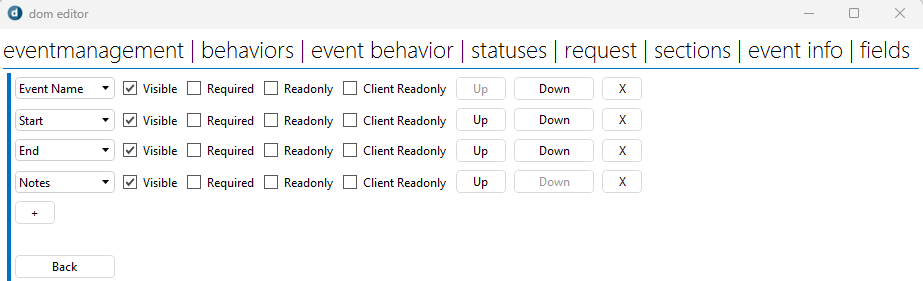 dom editor
eventmanagement | behaviors | event behavior | statuses | request | sections | event info | fields
Event Name Visible Required Readonly Client Readonly Up Down X
Start Visible Required Readonly Client Readonly Up Down X
End Visible Required Readonly Client Readonly Up Down X
Notes Visible Required Readonly Client Readonly Up Down X
+
Back